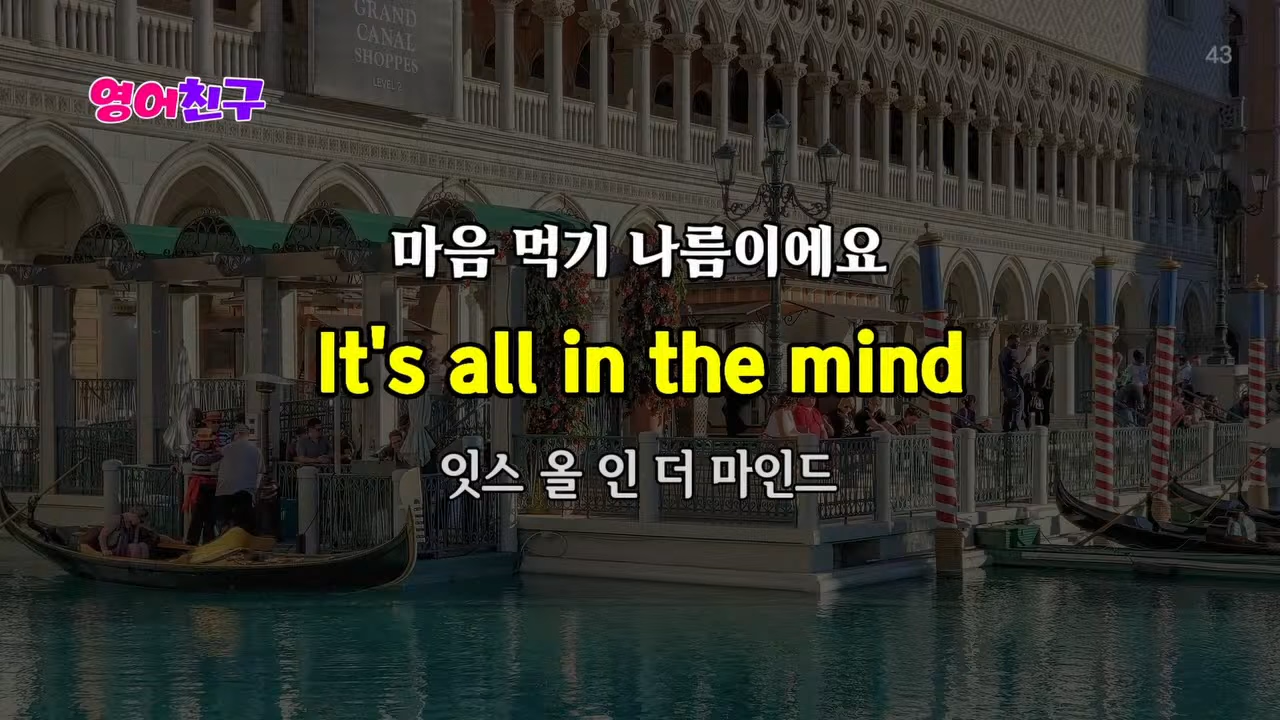 GRAND
CANAL
SHOPPES
LEVEL 2
43
영어친구
마음 먹기 나름이에요
It's all in the mind
잇스 올 인 더 마인드